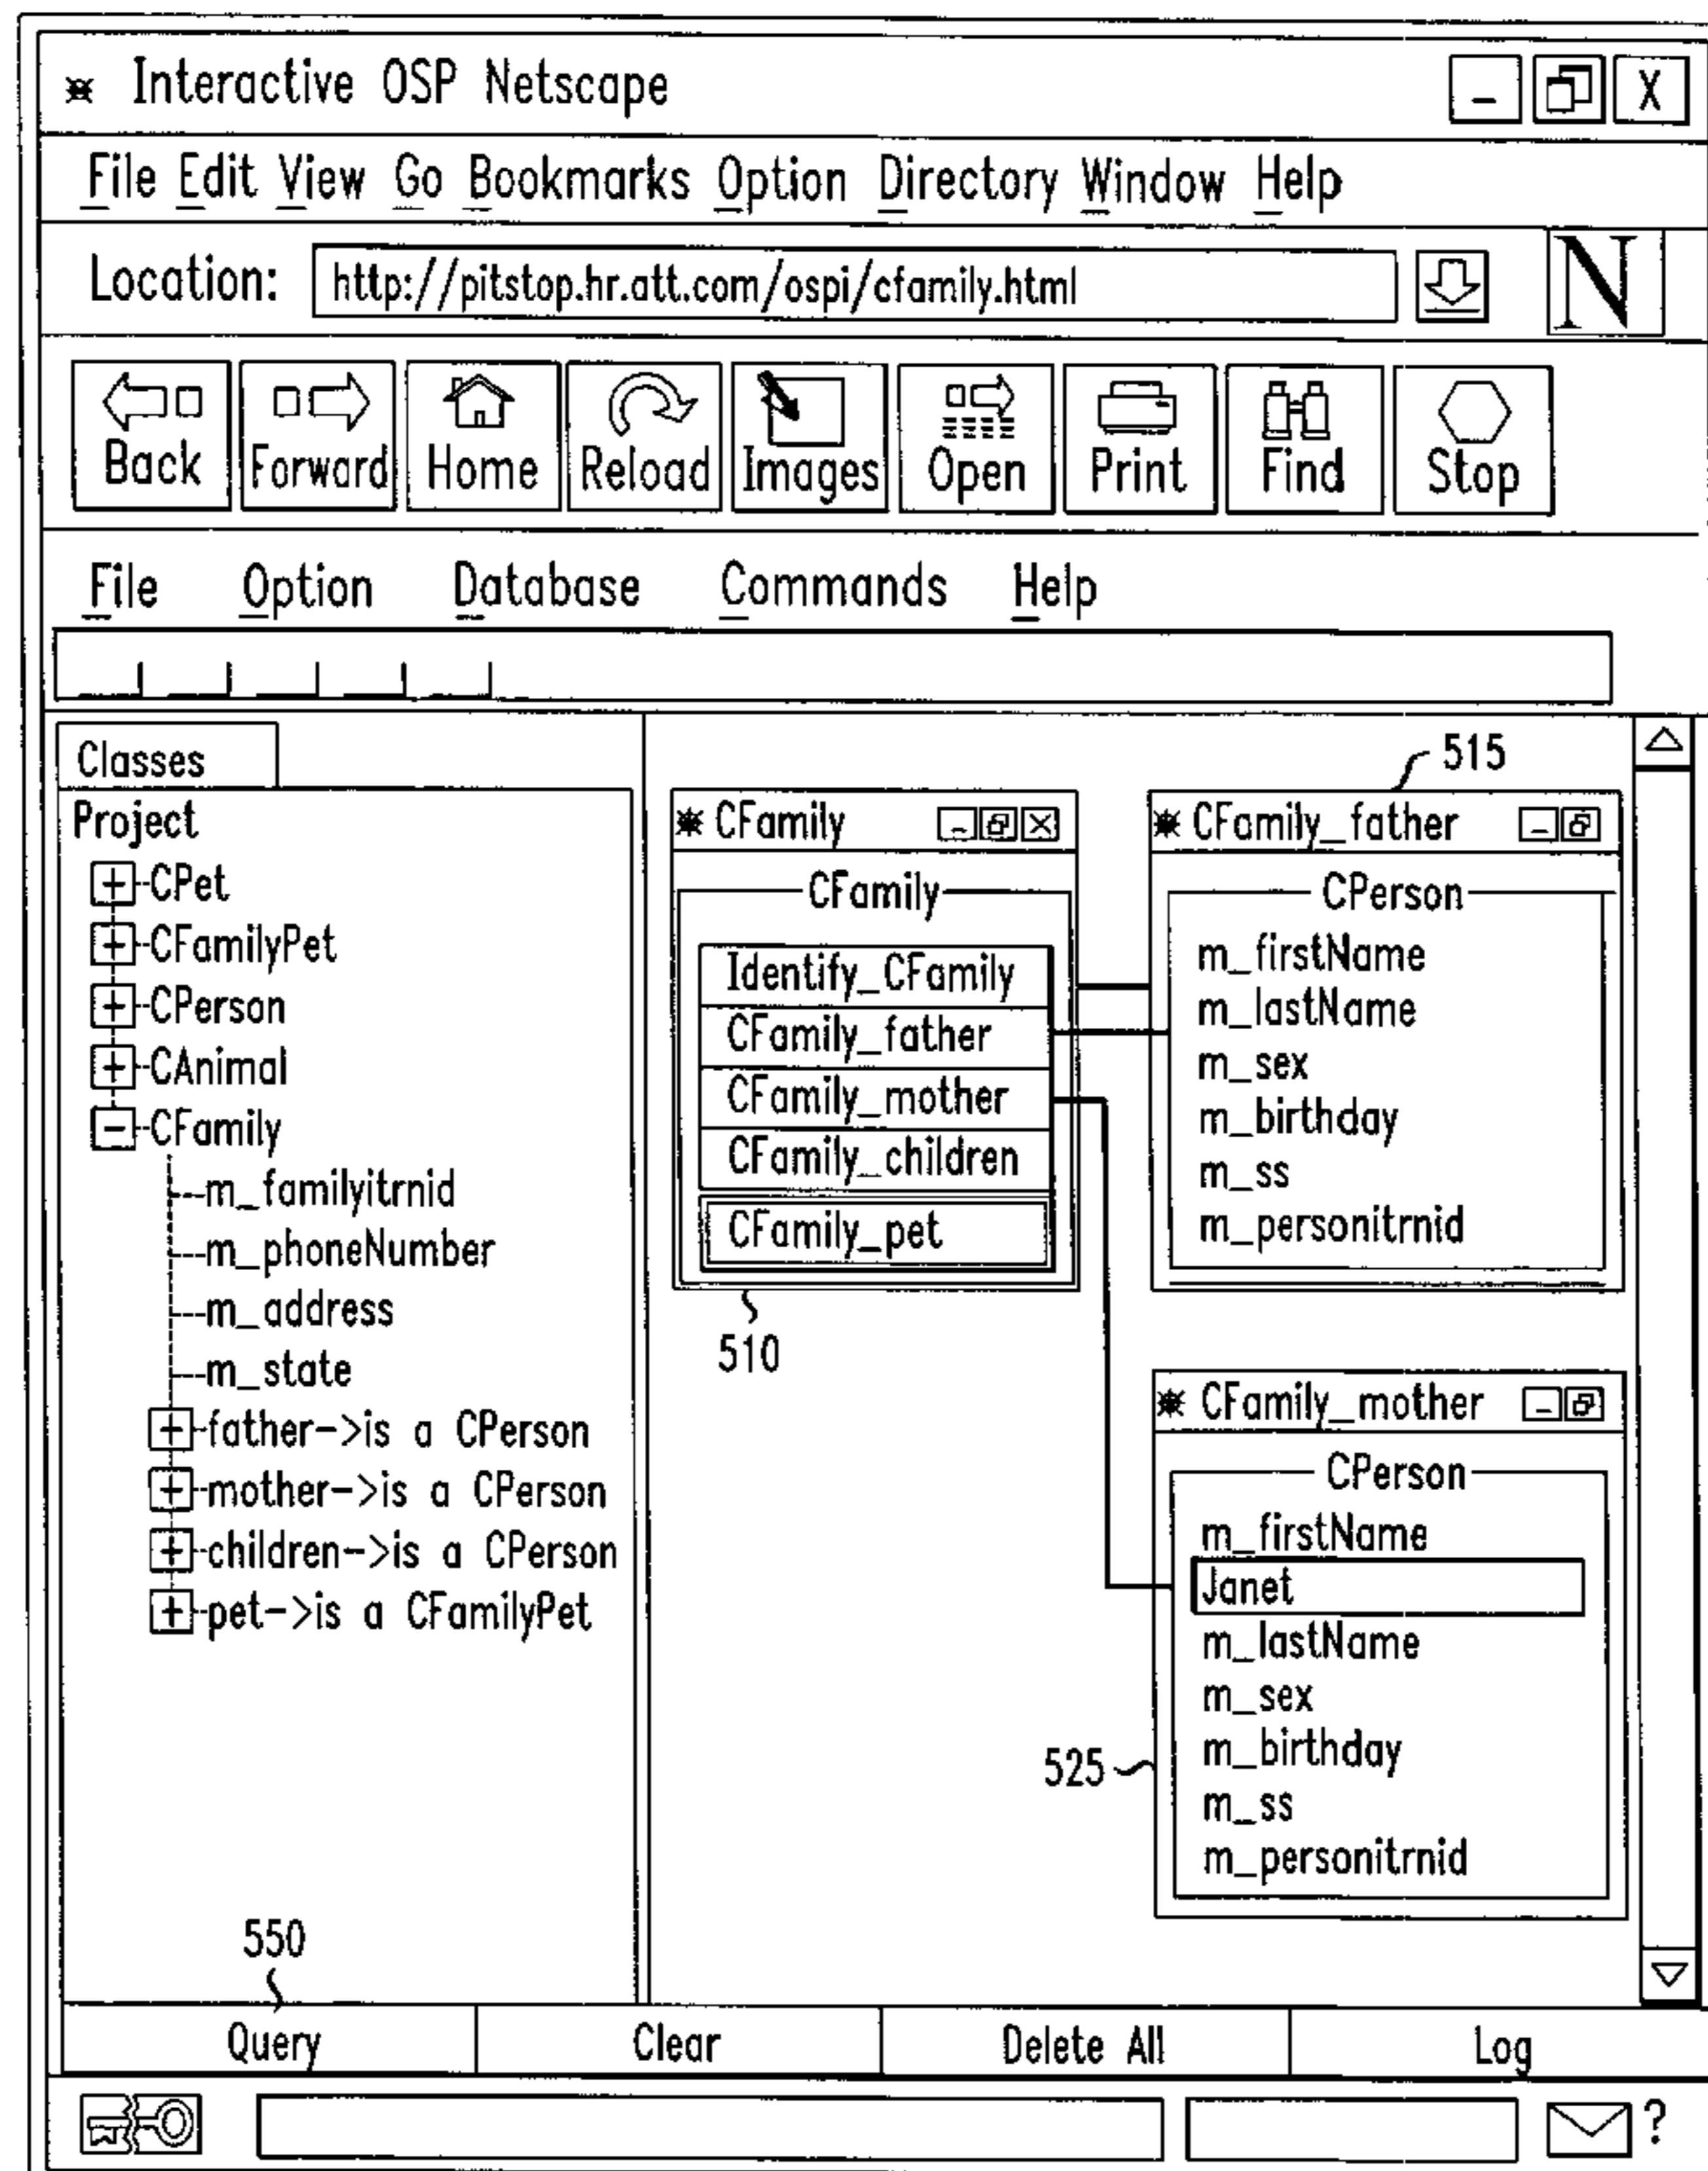 Interactive OSP Netscape
_ X
File Edit View Go Bookmarks Option Directory Window Help
Location: http://pitstop.hr.att.com/ospi/cfamily.html N
Back Forward Home Reload Images Open Print Find Stop
File Option Database Commands Help
Classes
Project
+CPet
+CFamilyPet
+CPerson
+CAnimal
-CFamily
m_familyitrnid
m_phoneNumber
m_address
m_state
+father->is a CPerson
+mother->is a CPerson
+children->is a CPerson
+pet->is a CFamilyPet
CFamily
CFamily
Identify_CFamily
CFamily_father
CFamily_mother
CFamily_children
CFamily_pet
510
515
CFamily_father
CPerson
m_firstName
m_lastName
m_sex
m_birthday
m_ss
m_personitrnid
CFamily_mother
CPerson
m_firstName
Janet
m_lastName
m_sex
m_birthday
m_ss
m_personitrnid
525
550
Query Clear Delete All Log
?